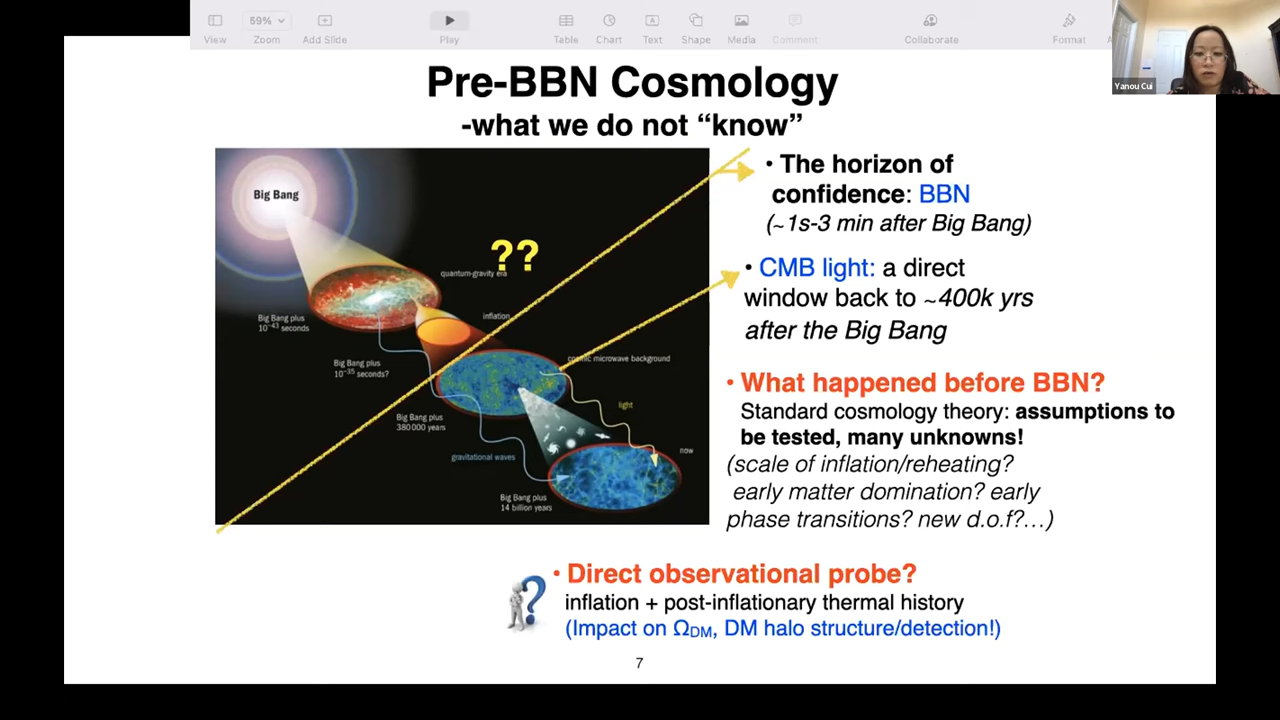 59%
View
Zoom
Add Slide
Play
Table
Chart
Text
Shape
Media
Comment
Collaborate
Format
Yanou Cui
Pre-BBN Cosmology
-what we do not “know”
Big Bang
??
quantum-gravity era
Big Bang plus
10⁻⁴³ seconds
inflation
Big Bang plus
10⁻³⁵ seconds?
cosmic microwave background
Big Bang plus
380 000 years
light
gravitational waves
now
Big Bang plus
14 billion years
• The horizon of
confidence: BBN
(~1s-3 min after Big Bang)
• CMB light: a direct
window back to ~400k yrs
after the Big Bang
• What happened before BBN?
Standard cosmology theory: assumptions to
be tested, many unknowns!
(scale of inflation/reheating?
early matter domination? early
phase transitions? new d.o.f?...)
• Direct observational probe?
inflation + post-inflationary thermal history
(Impact on Ω_DM, DM halo structure/detection!)
7